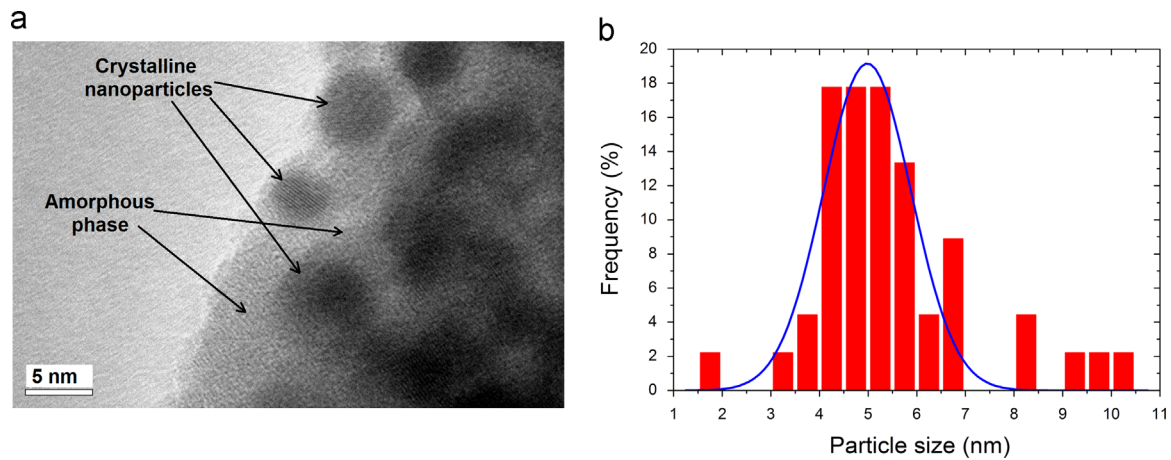 a
Crystalline
nanoparticles
Amorphous
phase
5 nm
b
Frequency (%)
20
18
16
14
12
10
8
6
4
2
0
1 2 3 4 5 6 7 8 9 10 11
Particle size (nm)